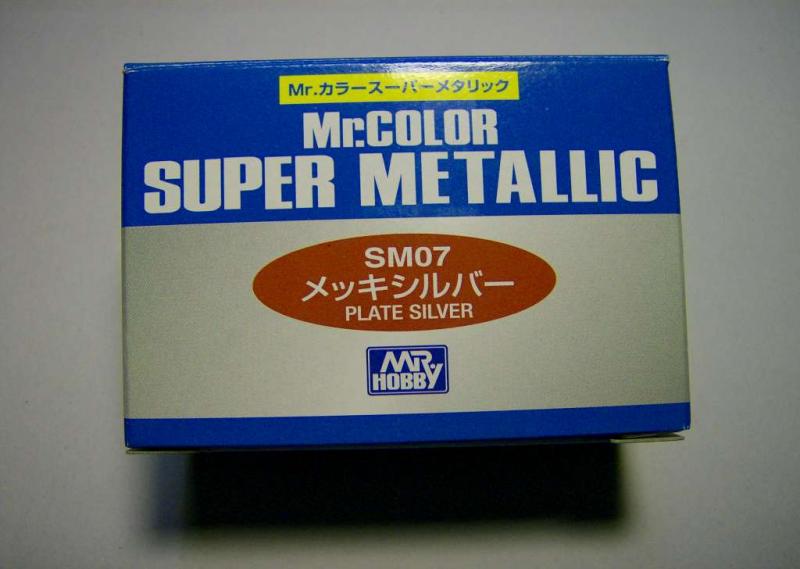 Mr.カラースーパーメタリック
Mr.COLOR
SUPER METALLIC
SM07
メッキシルバー
PLATE SILVER
MR.
HOBBY